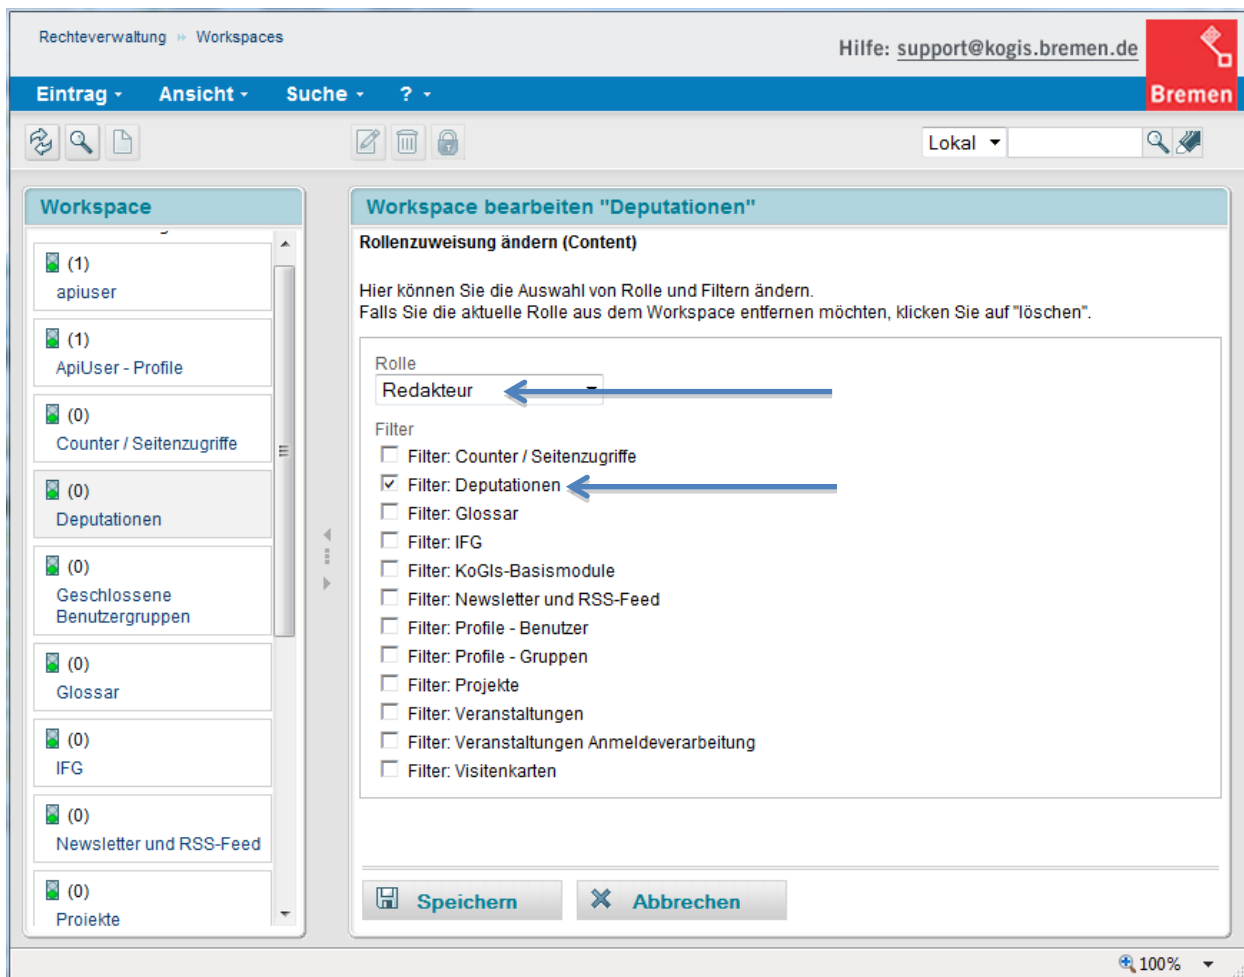 Rechteverwaltung » Workspaces
Hilfe: support@kogis.bremen.de
Bremen
Eintrag Ansicht Suche ?
Lokal
Workspace
(1)
apiuser
(1)
ApiUser - Profile
(0)
Counter / Seitenzugriffe
(0)
Deputationen
(0)
Geschlossene
Benutzergruppen
(0)
Glossar
(0)
IFG
(0)
Newsletter und RSS-Feed
(0)
Projekte
Workspace bearbeiten "Deputationen"
Rollenzuweisung ändern (Content)
Hier können Sie die Auswahl von Rolle und Filtern ändern.
Falls Sie die aktuelle Rolle aus dem Workspace entfernen möchten, klicken Sie auf "löschen".
Rolle
Redakteur
Filter
Filter: Counter / Seitenzugriffe
Filter: Deputationen
Filter: Glossar
Filter: IFG
Filter: KoGIs-Basismodule
Filter: Newsletter und RSS-Feed
Filter: Profile - Benutzer
Filter: Profile - Gruppen
Filter: Projekte
Filter: Veranstaltungen
Filter: Veranstaltungen Anmeldeverarbeitung
Filter: Visitenkarten
Speichern
Abbrechen
100%